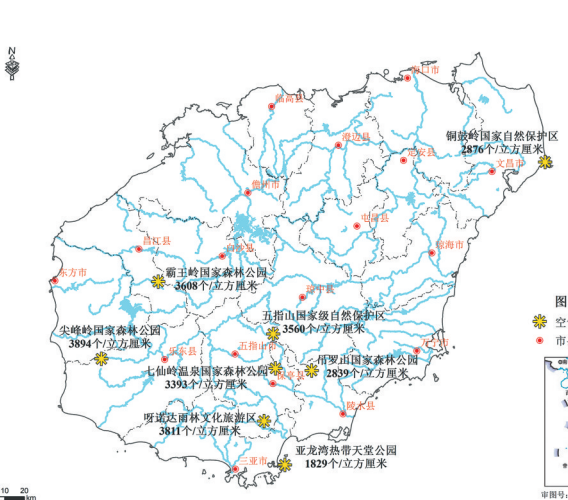 N
海口市
临高县
铜鼓岭国家自然保护区
2876个/立方厘米
澄迈县
定安县
文昌市
儋州市
屯昌县
昌江县
琼海市
白沙县
东方市
霸王岭国家森林公园
3608个/立方厘米
琼中县
图
五指山国家级自然保护区
3560个/立方厘米
空
尖峰岭国家森林公园
3894个/立方厘米
市
五指山市
万宁市
乐东县
吊罗山国家森林公园
2839个/立方厘米
七仙岭温泉国家森林公园
3393个/立方厘米
保亭县
陵水县
呀诺达雨林文化旅游区
3811个/立方厘米
亚龙湾热带天堂公园
1829个/立方厘米
三亚市
10 20
km
审图号: